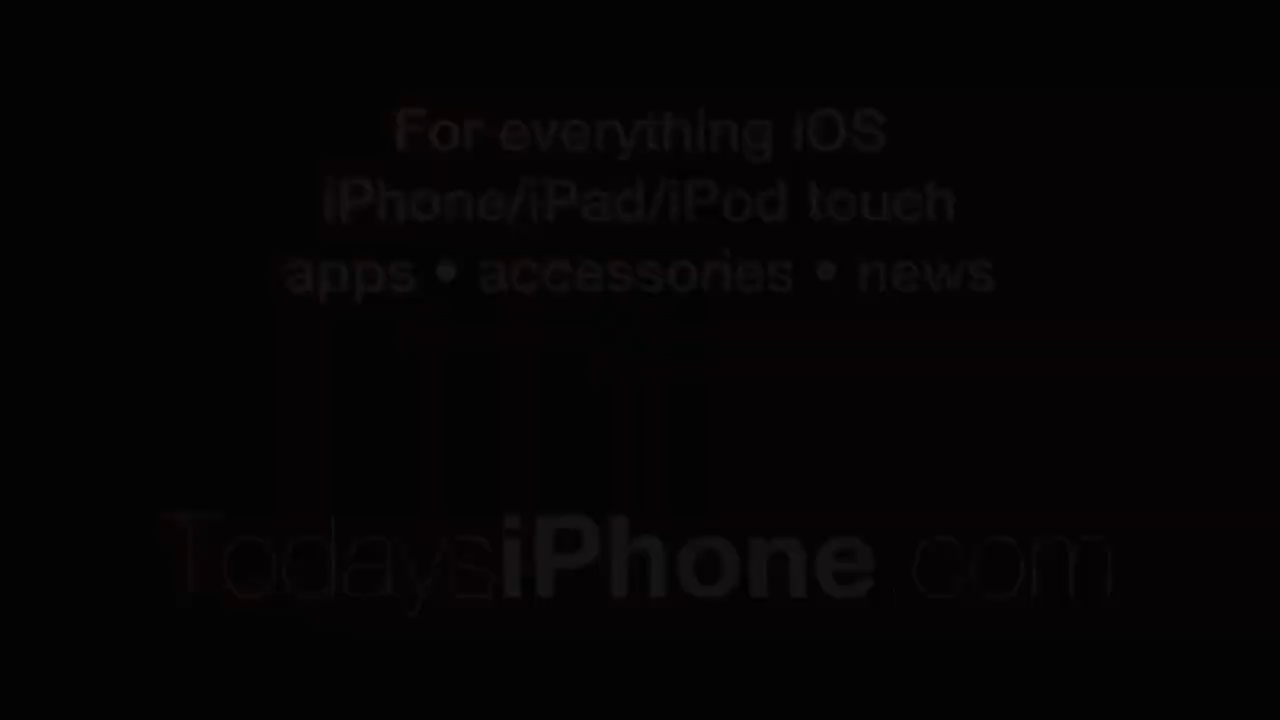 For everything iOS
iPhone/iPad/iPod touch
apps • accessories • news
TodaysiPhone.com